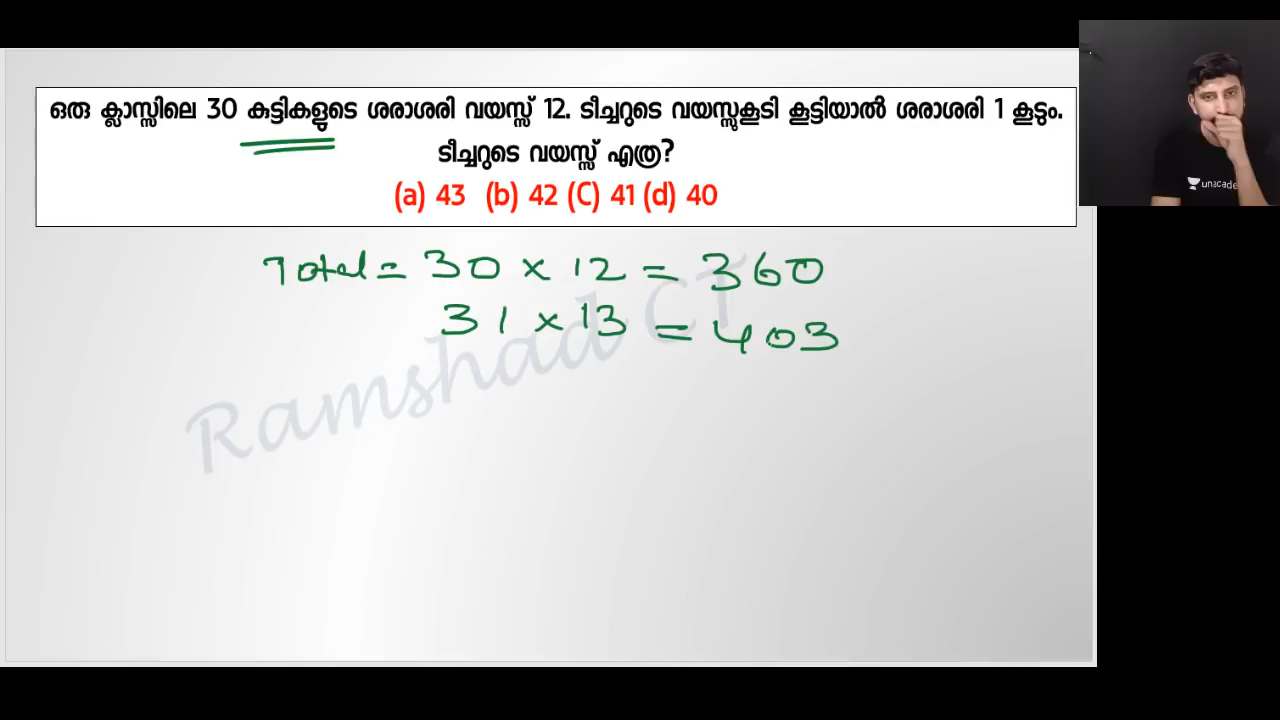 ഒരു ക്ലാസ്സിലെ 30 കുട്ടികളുടെ ശരാശരി വയസ്സ് 12. ടീച്ചറുടെ വയസ്സുകൂടി കൂട്ടിയാൽ ശരാശരി 1 കൂടും.
ടീച്ചറുടെ വയസ്സ് എത്ര?
(a) 43 (b) 42 (C) 41 (d) 40
Total = 30 × 12 = 360
31 × 13 = 403
Ramshad CT
unacade